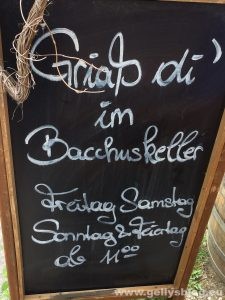 Griaß di'
im
Bacchuskeller
Freitag Samstag
Sonntag & Feiertag
ab 11.00
www.gellysblog.eu